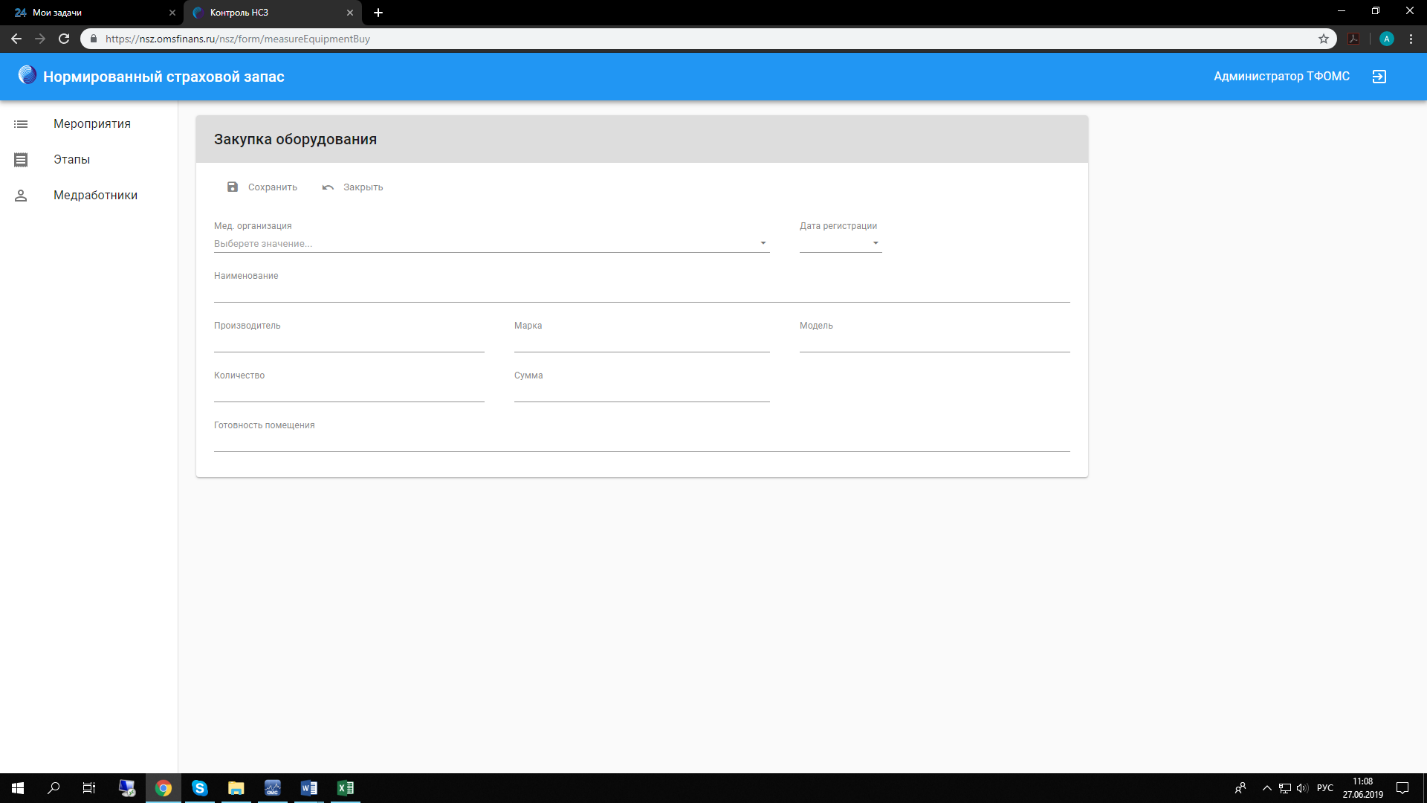 24 Мои задачи
Контроль НСЗ
https://nsz.omsfinans.ru/nsz/form/measureEquipmentBuy
A
Нормированный страховой запас
Администратор ТФОМС
Мероприятия
Этапы
Медработники
Закупка оборудования
Сохранить
Закрыть
Мед. организация
Дата регистрации
Выберете значение...
Наименование
Производитель
Марка
Модель
Количество
Сумма
Готовность помещения
РУС
11:08
27.06.2019